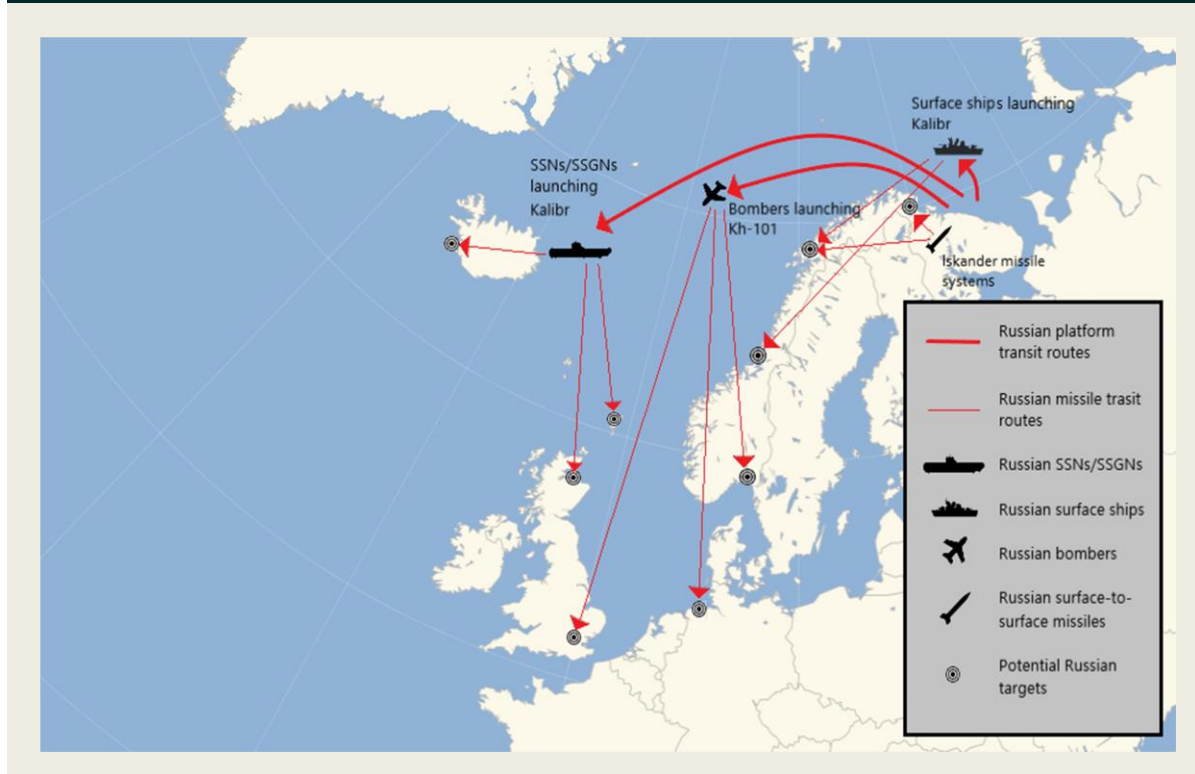 Surface ships launching
Kalibr
SSNs/SSGNs
launching
Kalibr
Bombers launching
Kh-101
Iskander missile
systems
Russian platform
transit routes
Russian missile trasit
routes
Russian SSNs/SSGNs
Russian surface ships
Russian bombers
Russian surface-to-
surface missiles
Potential Russian
targets